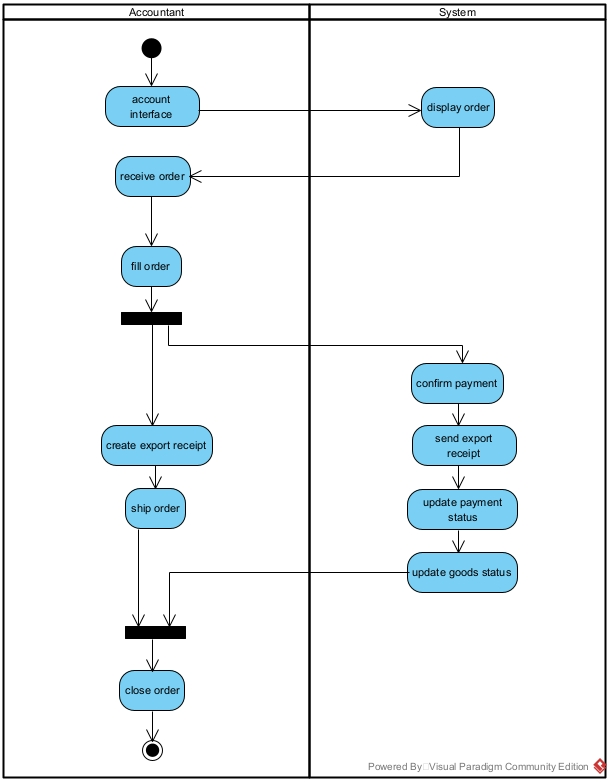 Accountant
System
account
interface
display order
receive order
fill order
confirm payment
create export receipt
send export
receipt
ship order
update payment
status
update goods status
close order
Powered By Visual Paradigm Community Edition